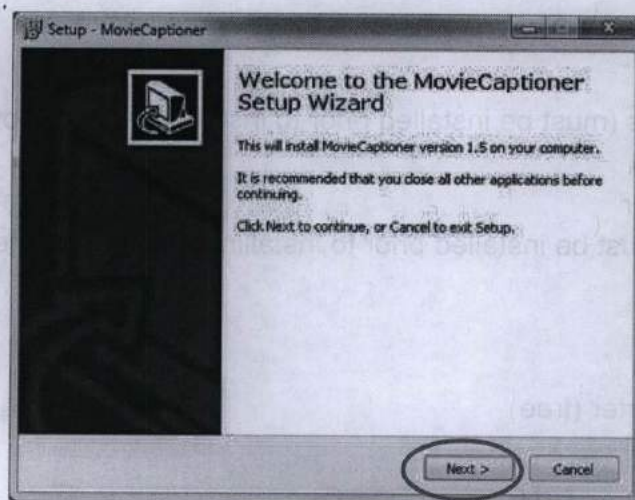 Setup - MovieCaptioner
Welcome to the MovieCaptioner
Setup Wizard
This will install MovieCaptioner version 1.5 on your computer.
It is recommended that you close all other applications before
continuing.
Click Next to continue, or Cancel to exit Setup.
Next >
Cancel